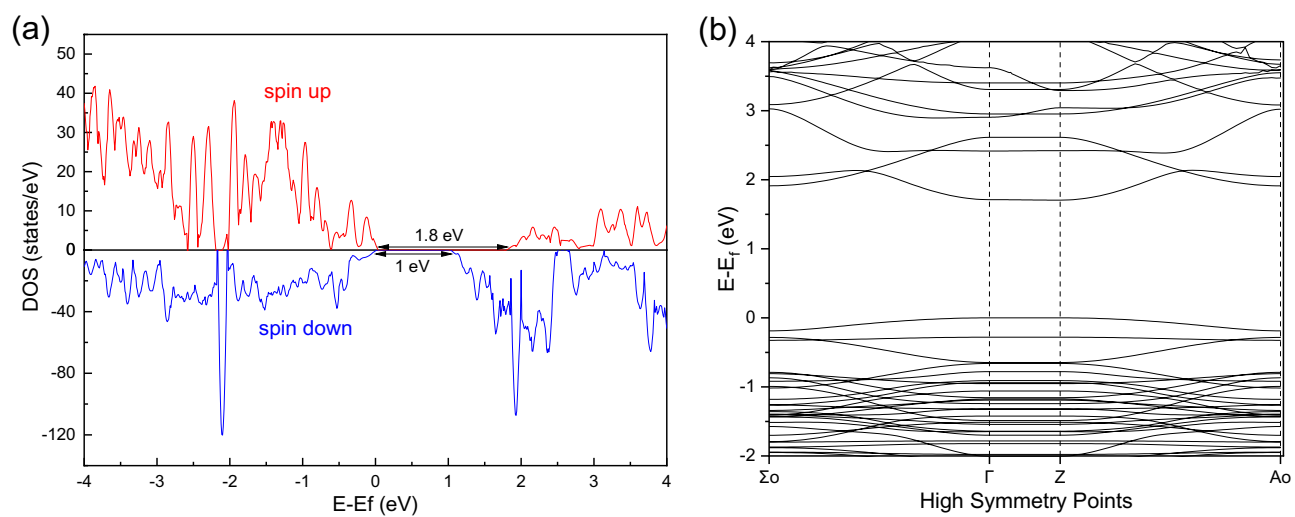 (a)
50
40
30
20
10
0
-40
-80
-120
DOS (states/eV)
spin up
1.8 eV
1 eV
spin down
-4 -3 -2 -1 0 1 2 3 4
E-Ef (eV)
(b)
4
3
2
1
0
-1
-2
E-Ef (eV)
Σo Γ Z Ao
High Symmetry Points